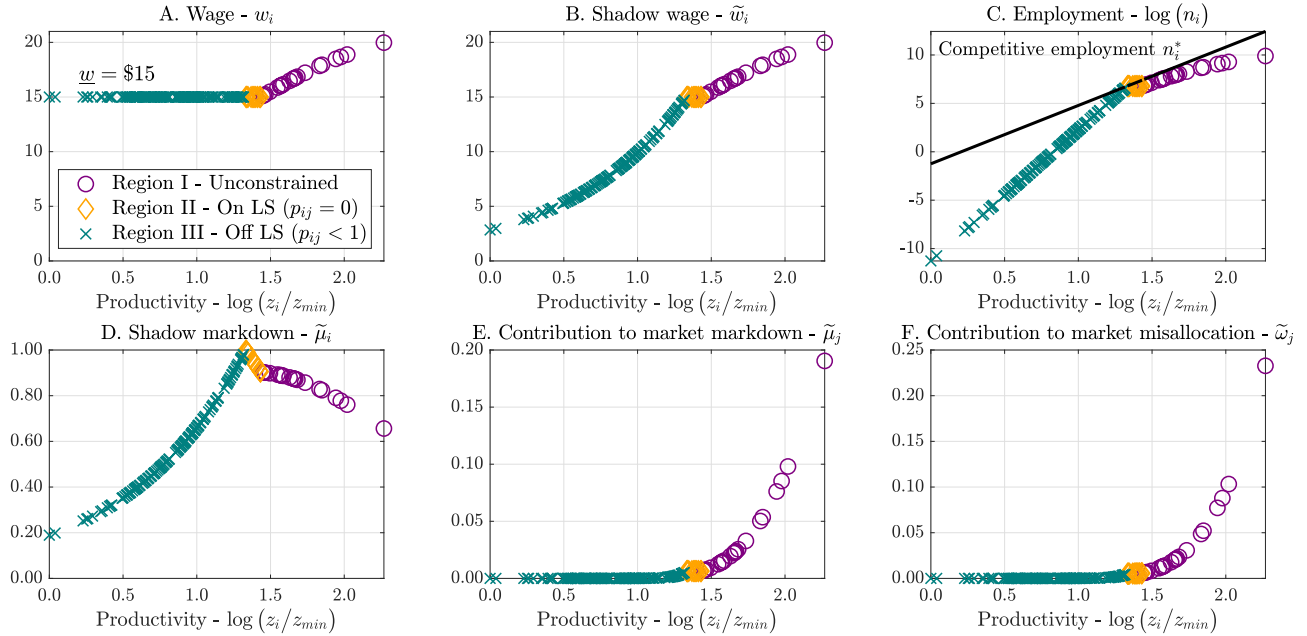 A. Wage - w_i
20
15
10
5
0
w = $15
Region I - Unconstrained
Region II - On LS (p_ij = 0)
Region III - Off LS (p_ij < 1)
0.0 0.5 1.0 1.5 2.0
Productivity - log (z_i/z_min)
B. Shadow wage - w̃_i
20
15
10
5
0
0.0 0.5 1.0 1.5 2.0
Productivity - log (z_i/z_min)
C. Employment - log (n_i)
Competitive employment n_i^*
10
5
0
-5
-10
0.0 0.5 1.0 1.5 2.0
Productivity - log (z_i/z_min)
D. Shadow markdown - μ̃_i
1.00
0.80
0.60
0.40
0.20
0.00
0.0 0.5 1.0 1.5 2.0
Productivity - log (z_i/z_min)
E. Contribution to market markdown - μ̃_j
0.20
0.15
0.10
0.05
0.00
0.0 0.5 1.0 1.5 2.0
Productivity - log (z_i/z_min)
F. Contribution to market misallocation - ω̃_j
0.25
0.20
0.15
0.10
0.05
0.00
0.0 0.5 1.0 1.5 2.0
Productivity - log (z_i/z_min)